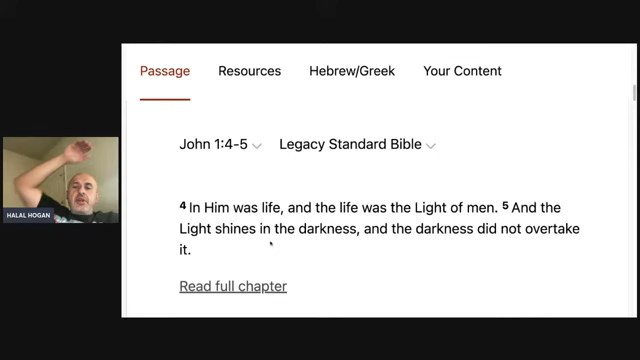 Passage Resources Hebrew/Greek Your Content
John 1:4-5 Legacy Standard Bible
4 In Him was life, and the life was the Light of men. 5 And the
Light shines in the darkness, and the darkness did not overtake
it.
Read full chapter
HALAL HOGAN